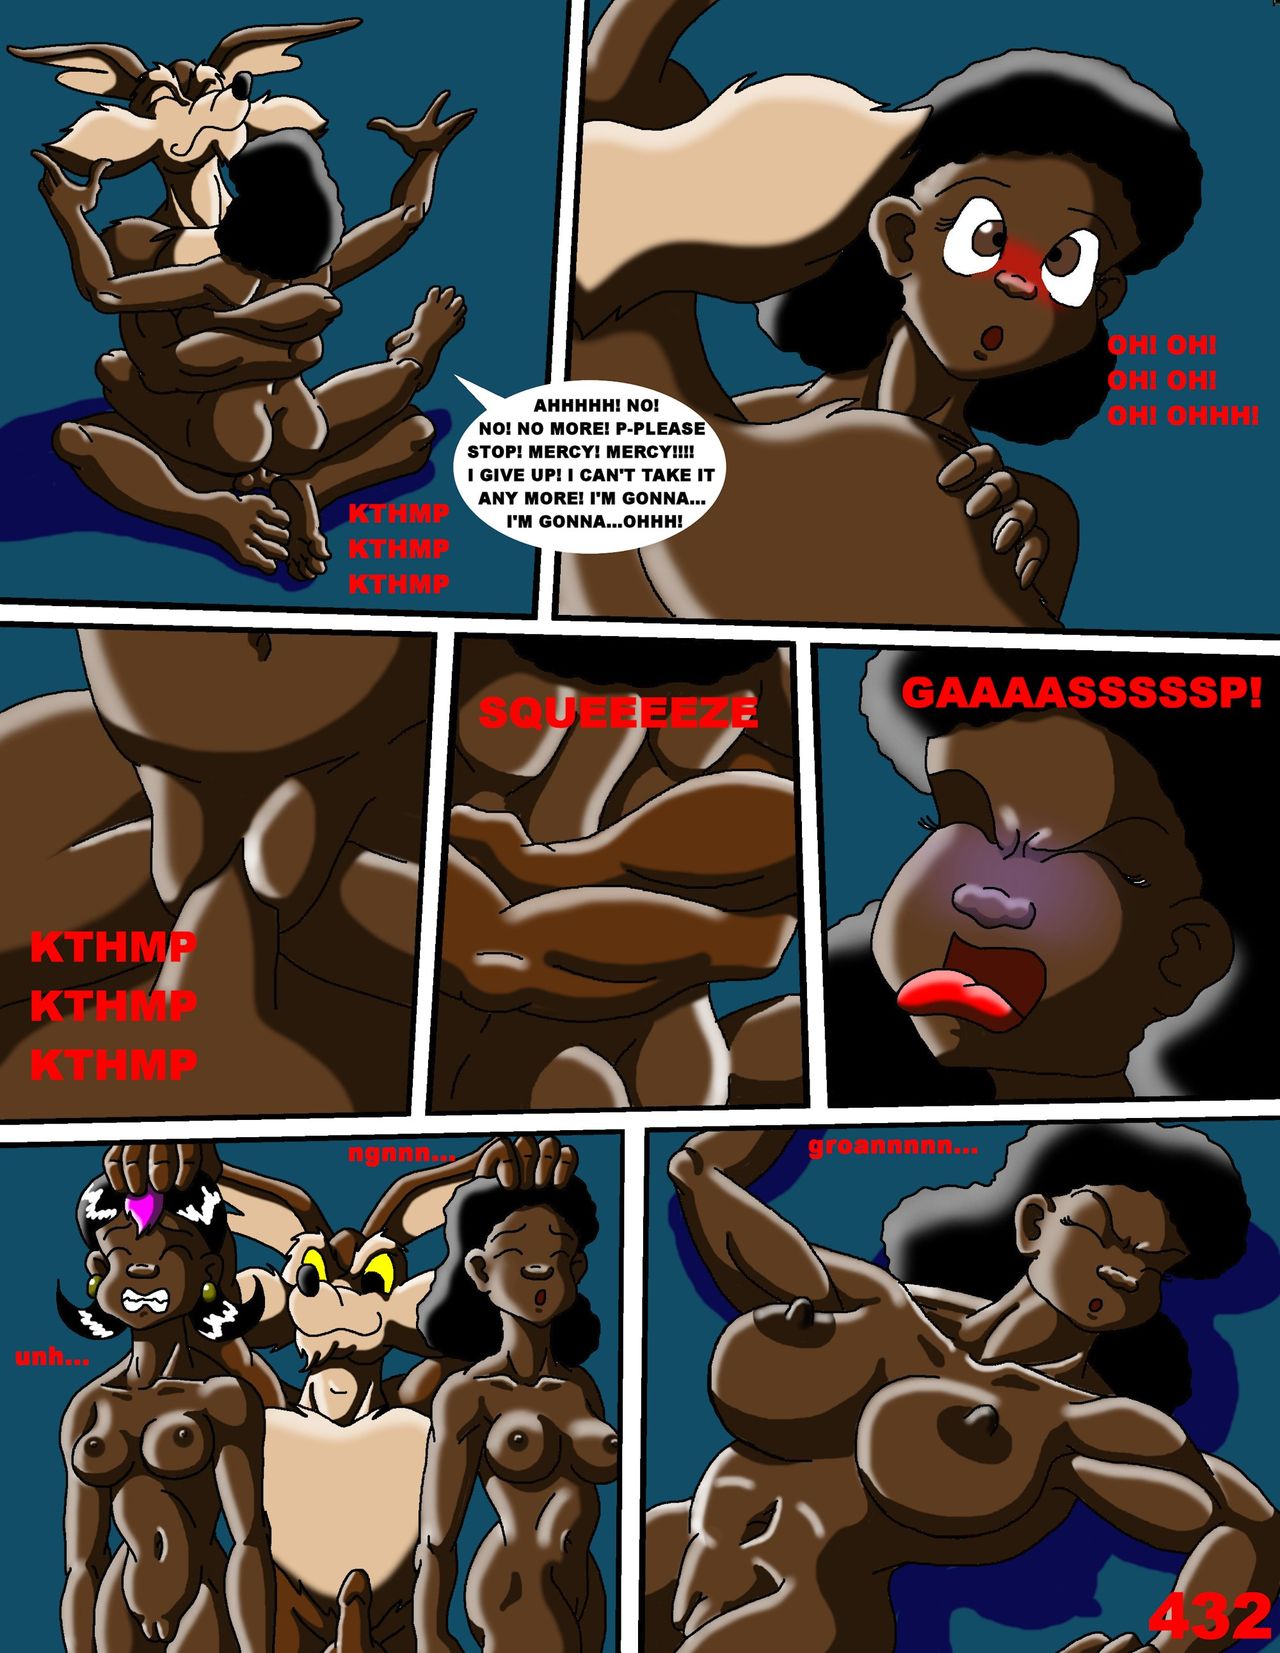 AHHHHH! NO!
NO! NO MORE! P-PLEASE
STOP! MERCY! MERCY!!!!
I GIVE UP! I CAN'T TAKE IT
ANY MORE! I'M GONNA...
I'M GONNA...OHHH!
KTHMP
KTHMP
KTHMP
OH! OH!
OH! OH!
OH! OHHH!
KTHMP
KTHMP
KTHMP
SQUEEEEZE
GAAAASSSSSP!
ngnnn...
unh...
groannnnn...
432